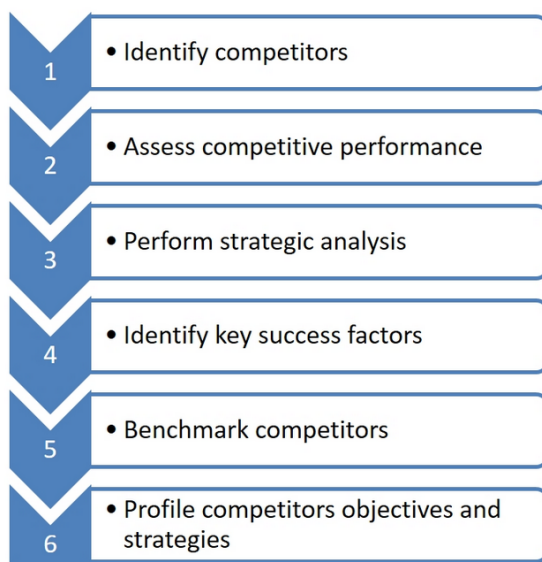 1
• Identify competitors
2
• Assess competitive performance
3
• Perform strategic analysis
4
• Identify key success factors
5
• Benchmark competitors
6
• Profile competitors objectives and
strategies